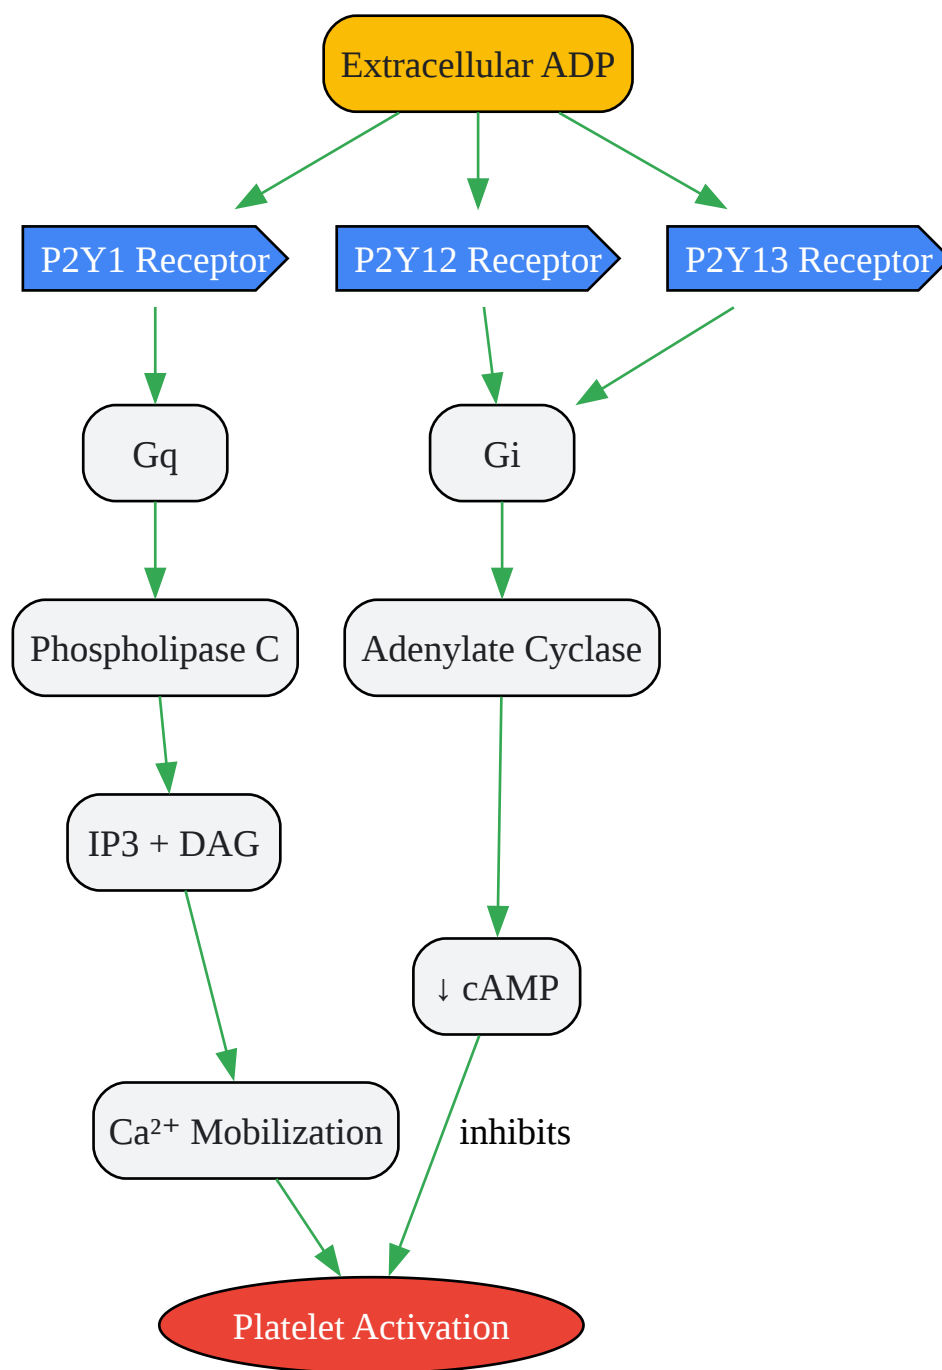 Extracellular ADP
P2Y1 Receptor
P2Y12 Receptor
P2Y13 Receptor
Gq
Gi
Phospholipase C
Adenylate Cyclase
IP3 + DAG
↓ cAMP
Ca²⁺ Mobilization
inhibits
Platelet Activation